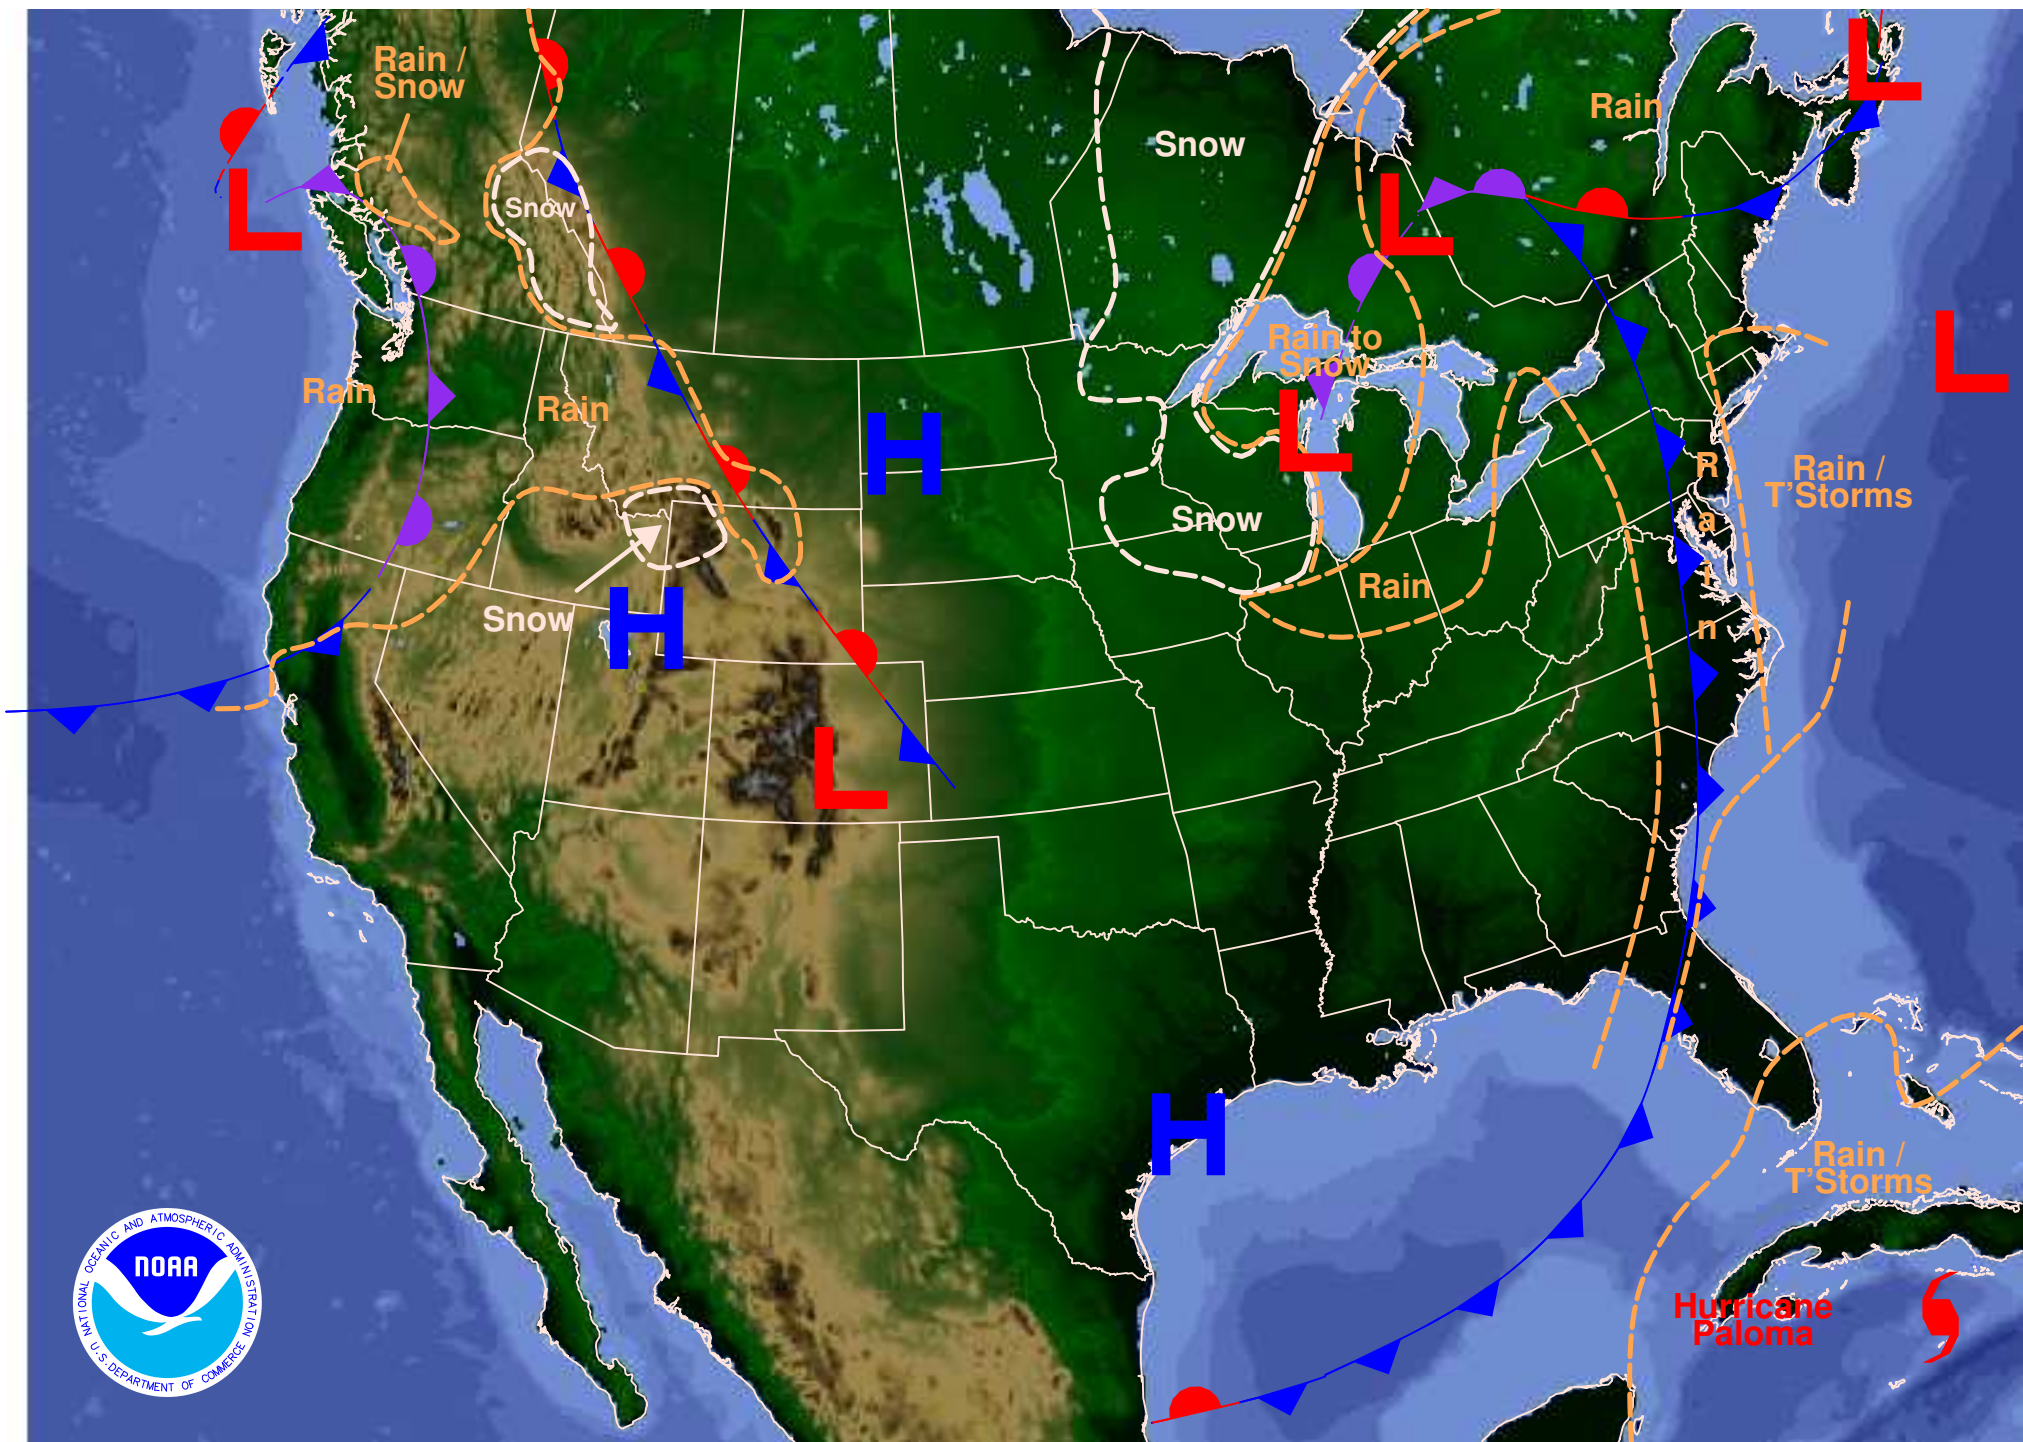 Rain /
Snow
Rain
Snow
Snow
Rain to
Snow
Rain
Rain
Rain /
T'Storms
R
a
i
n
Snow
Rain
Snow
L
L
L
L
L
L
H
H
H
Rain /
T'Storms
Hurricane
Paloma
NATIONAL OCEANIC AND ATMOSPHERIC ADMINISTRATION
NOAA
U.S. DEPARTMENT OF COMMERCE